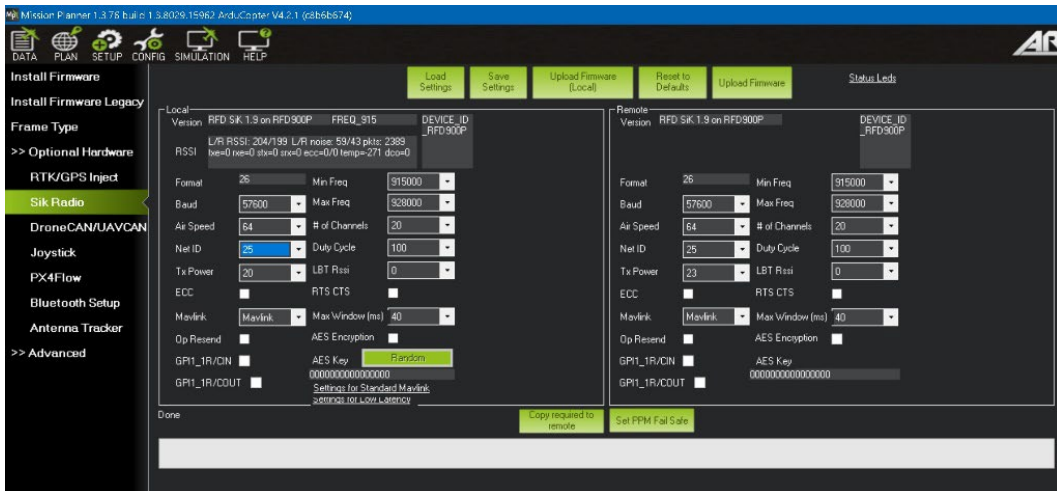 Mission Planner 1.3.76 build 1.3.8029.15962 ArduCopter V4.2.1 (c8b6b674)
DATA PLAN SETUP CONFIG SIMULATION HELP
AR
Install Firmware
Install Firmware Legacy
Frame Type
>> Optional Hardware
RTK/GPS Inject
Sik Radio
DroneCAN/UAVCAN
Joystick
PX4Flow
Bluetooth Setup
Antenna Tracker
>> Advanced
Load Settings
Save Settings
Upload Firmware (Local)
Reset to Defaults
Upload Firmware
Status Leds
Local
Version RFD SiK 1.9 on RFD900P FREQ_915 DEVICE_ID_RFD900P
RSSI L/R RSSI: 204/199 L/R noise: 59/43 pkts: 2389
txe=0 rxe=0 stx=0 srx=0 ecc=0/0 temp=-271 dco=0
Format 26 Min Freq 915000
Baud 57600 Max Freq 928000
Air Speed 64 # of Channels 20
Net ID 25 Duty Cycle 100
Tx Power 20 LBT Rssi 0
ECC RTS CTS
Mavlink Mavlink Max Window (ms) 40
Op Resend AES Encryption
GPI1_1R/CIN AES Key Random
0000000000000000
GPI1_1R/COUT Settings for Standard Mavlink
Settings for Low Latency
Remote
Version RFD SiK 1.9 on RFD900P DEVICE_ID_RFD900P
Format 26 Min Freq 915000
Baud 57600 Max Freq 928000
Air Speed 64 # of Channels 20
Net ID 25 Duty Cycle 100
Tx Power 23 LBT Rssi 0
ECC RTS CTS
Mavlink Mavlink Max Window (ms) 40
Op Resend AES Encryption
GPI1_1R/CIN AES Key
0000000000000000
GPI1_1R/COUT
Done
Copy required to remote
Set PPM Fail Safe